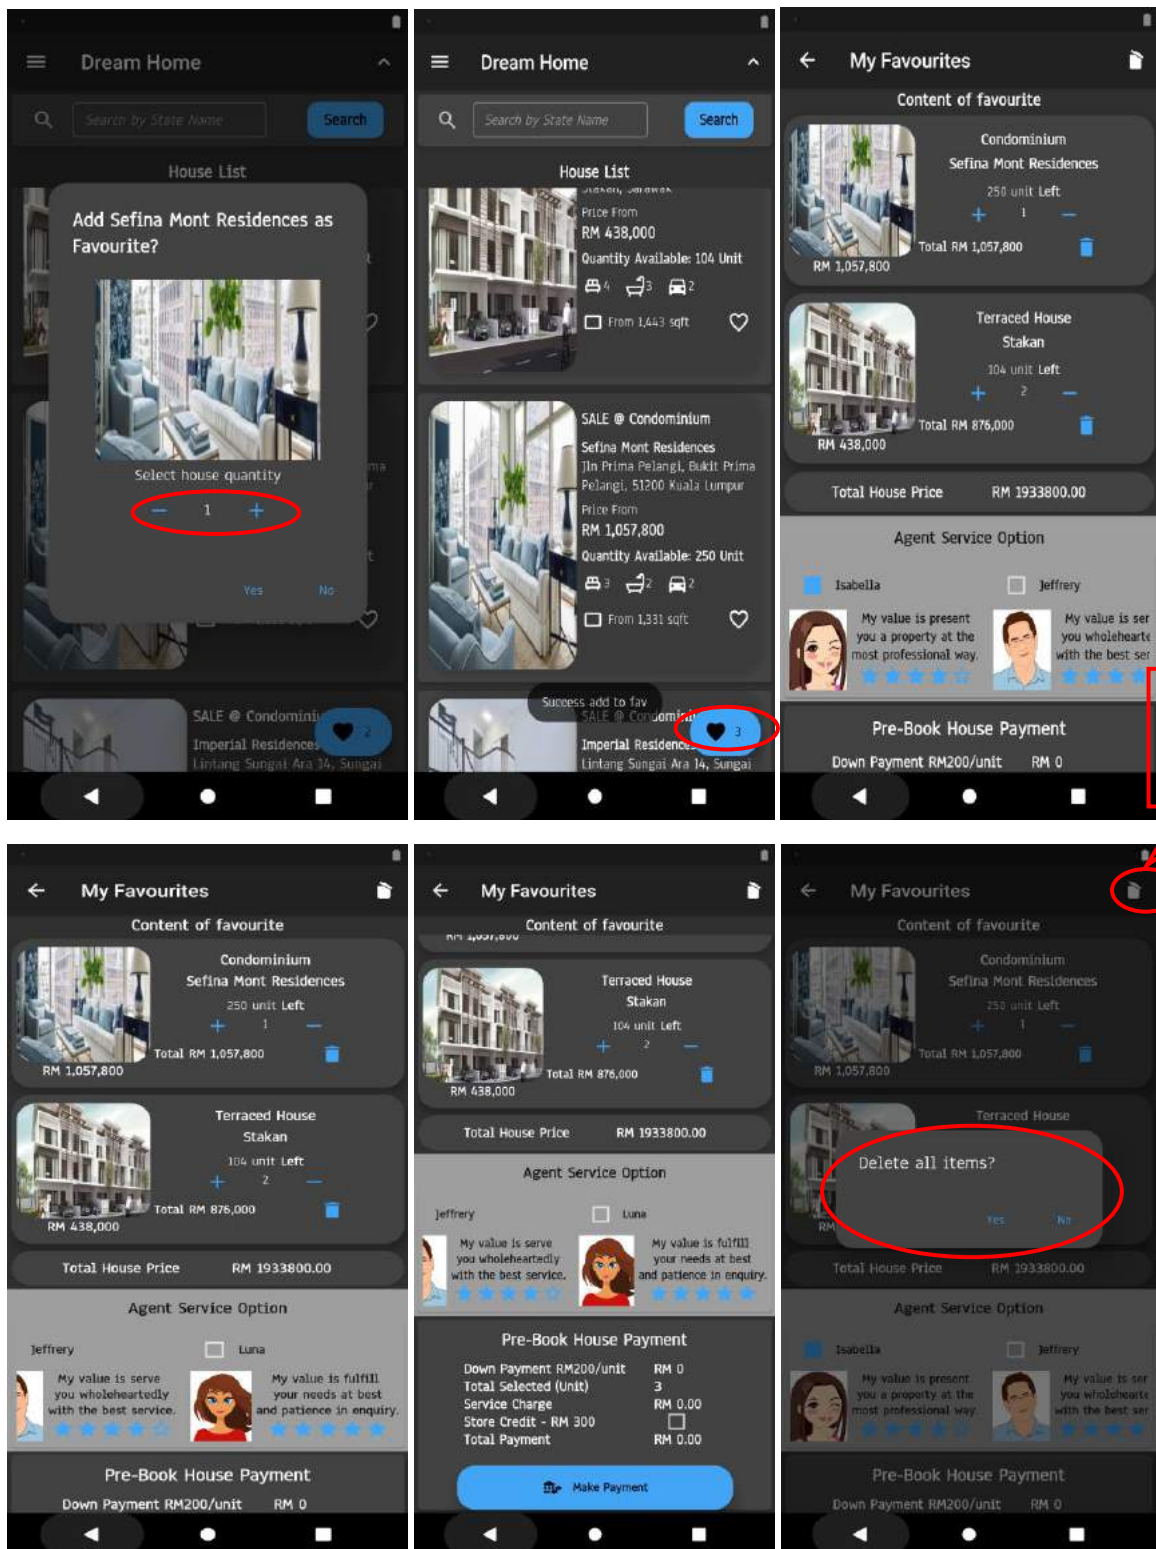 Dream Home
Search by State Name
Search
House List
Add Sefina Mont Residences as
Favourite?
Select house quantity
1
Yes
No
SALE @ Condominiu
Imperial Residences
Lintang Sungai Ara 14, Sungai
2
Dream Home
Search by State Name
Search
House List
Stakan, Sarawak
Price From
RM 438,000
Quantity Available: 104 Unit
4 3 2
From 1,443 sqft
SALE @ Condominium
Sefina Mont Residences
Jln Prima Pelangi, Bukit Prima
Pelangi, 51200 Kuala Lumpur
Price From
RM 1,057,800
Quantity Available: 250 Unit
3 2 2
From 1,331 sqft
Success add to fav
SALE @ Condomini
Imperial Residences
Lintang Sungai Ara 14, Sungai
3
My Favourites
Content of favourite
Condominium
Sefina Mont Residences
250 unit Left
+ 1 −
Total RM 1,057,800
RM 1,057,800
Terraced House
Stakan
104 unit Left
+ 2 −
Total RM 876,000
RM 438,000
Total House Price RM 1933800.00
Agent Service Option
Isabella Jeffrery
My value is present
you a property at the
most professional way.
My value is ser
you wholehearte
with the best ser
Pre-Book House Payment
Down Payment RM200/unit RM 0
My Favourites
Content of favourite
Condominium
Sefina Mont Residences
250 unit Left
+ 1 −
Total RM 1,057,800
RM 1,057,800
Terraced House
Stakan
104 unit Left
+ 2 −
Total RM 876,000
RM 438,000
Total House Price RM 1933800.00
Agent Service Option
Jeffrery Luna
My value is serve
you wholeheartedly
with the best service.
My value is fulfill
your needs at best
and patience in enquiry.
Pre-Book House Payment
Down Payment RM200/unit RM 0
My Favourites
Content of favourite
RM 1,057,800
Terraced House
Stakan
104 unit Left
+ 2 −
Total RM 876,000
RM 438,000
Total House Price RM 1933800.00
Agent Service Option
Jeffrery Luna
My value is serve
you wholeheartedly
with the best service.
My value is fulfill
your needs at best
and patience in enquiry.
Pre-Book House Payment
Down Payment RM200/unit RM 0
Total Selected (Unit) 3
Service Charge RM 0.00
Store Credit - RM 300
Total Payment RM 0.00
Make Payment
My Favourites
Content of favourite
Condominium
Sefina Mont Residences
250 unit Left
+ 1 −
Total RM 1,057,800
RM 1,057,800
Terraced House
Delete all items?
Yes No
RM
Total House Price RM 1933800.00
Agent Service Option
Isabella Jeffrery
My value is present
you a property at the
most professional way.
My value is ser
you wholehearte
with the best ser
Pre-Book House Payment
Down Payment RM200/unit RM 0